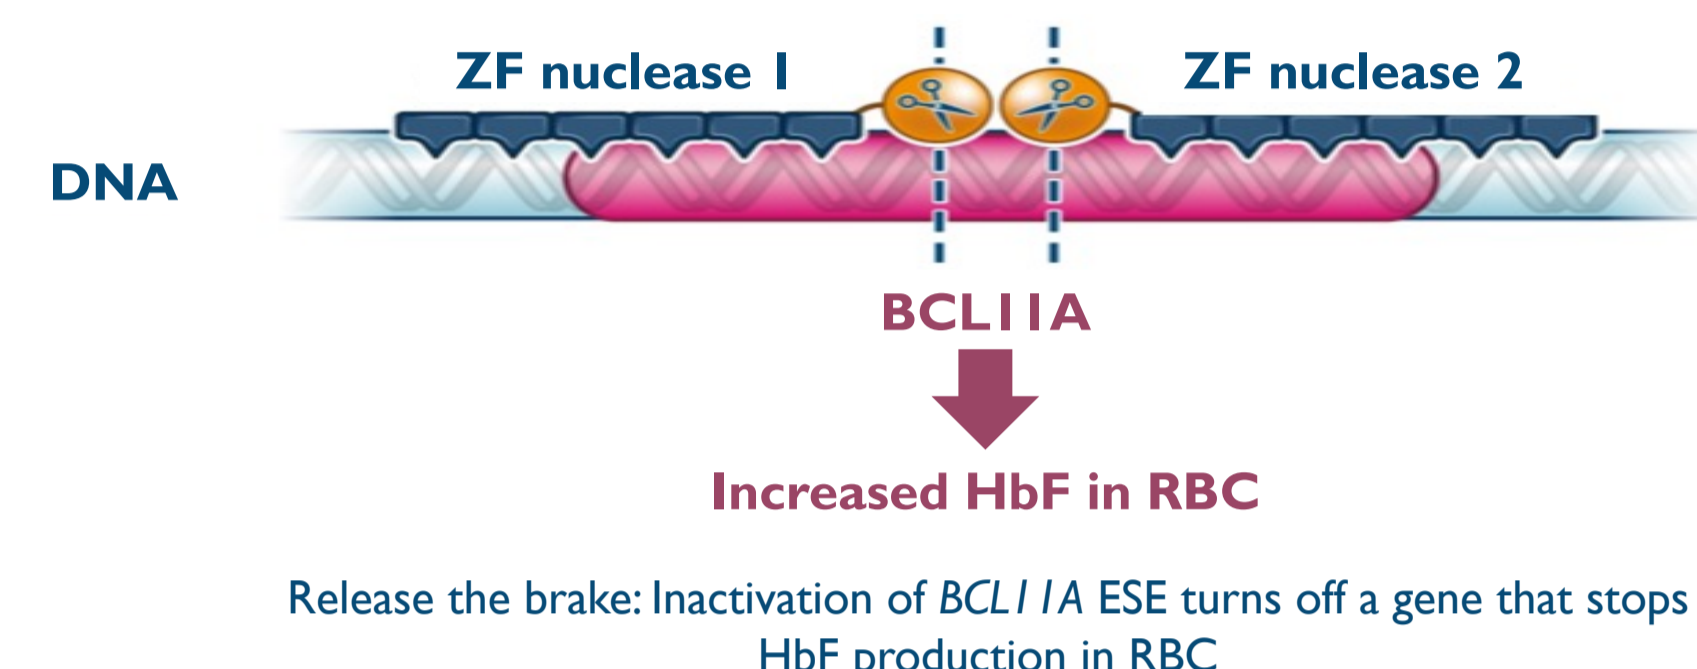 ZF nuclease 1
ZF nuclease 2
DNA
BCL11A
Increased HbF in RBC
Release the brake: Inactivation of BCL11A ESE turns off a gene that stops
HbF production in RBC